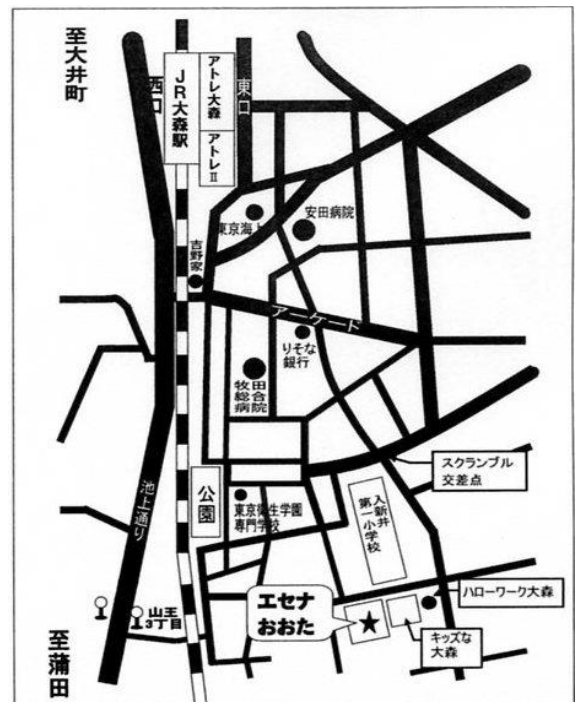 至大井町
西口
JR大森駅
アトレ大森
アトレⅡ
東口
東京海上
安田病院
吉野家
アーケード
りそな
銀行
牧田
総合
病院
スクランブル
交差点
池上通り
公園
東京衛生学園
専門学校
入新井
第一小学校
ハローワーク大森
エセナ
おおた
キッズな
大森
山王
3丁目
至蒲田